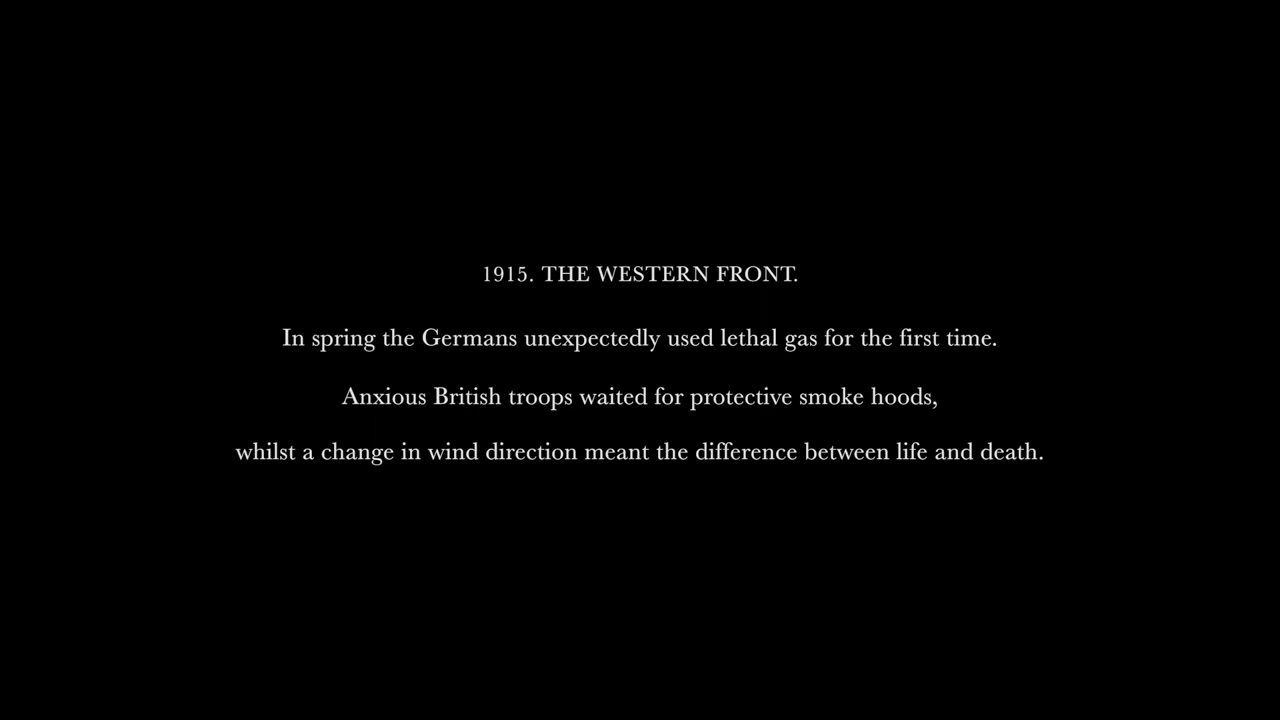 1915. THE WESTERN FRONT.
In spring the Germans unexpectedly used lethal gas for the first time.
Anxious British troops waited for protective smoke hoods,
whilst a change in wind direction meant the difference between life and death.